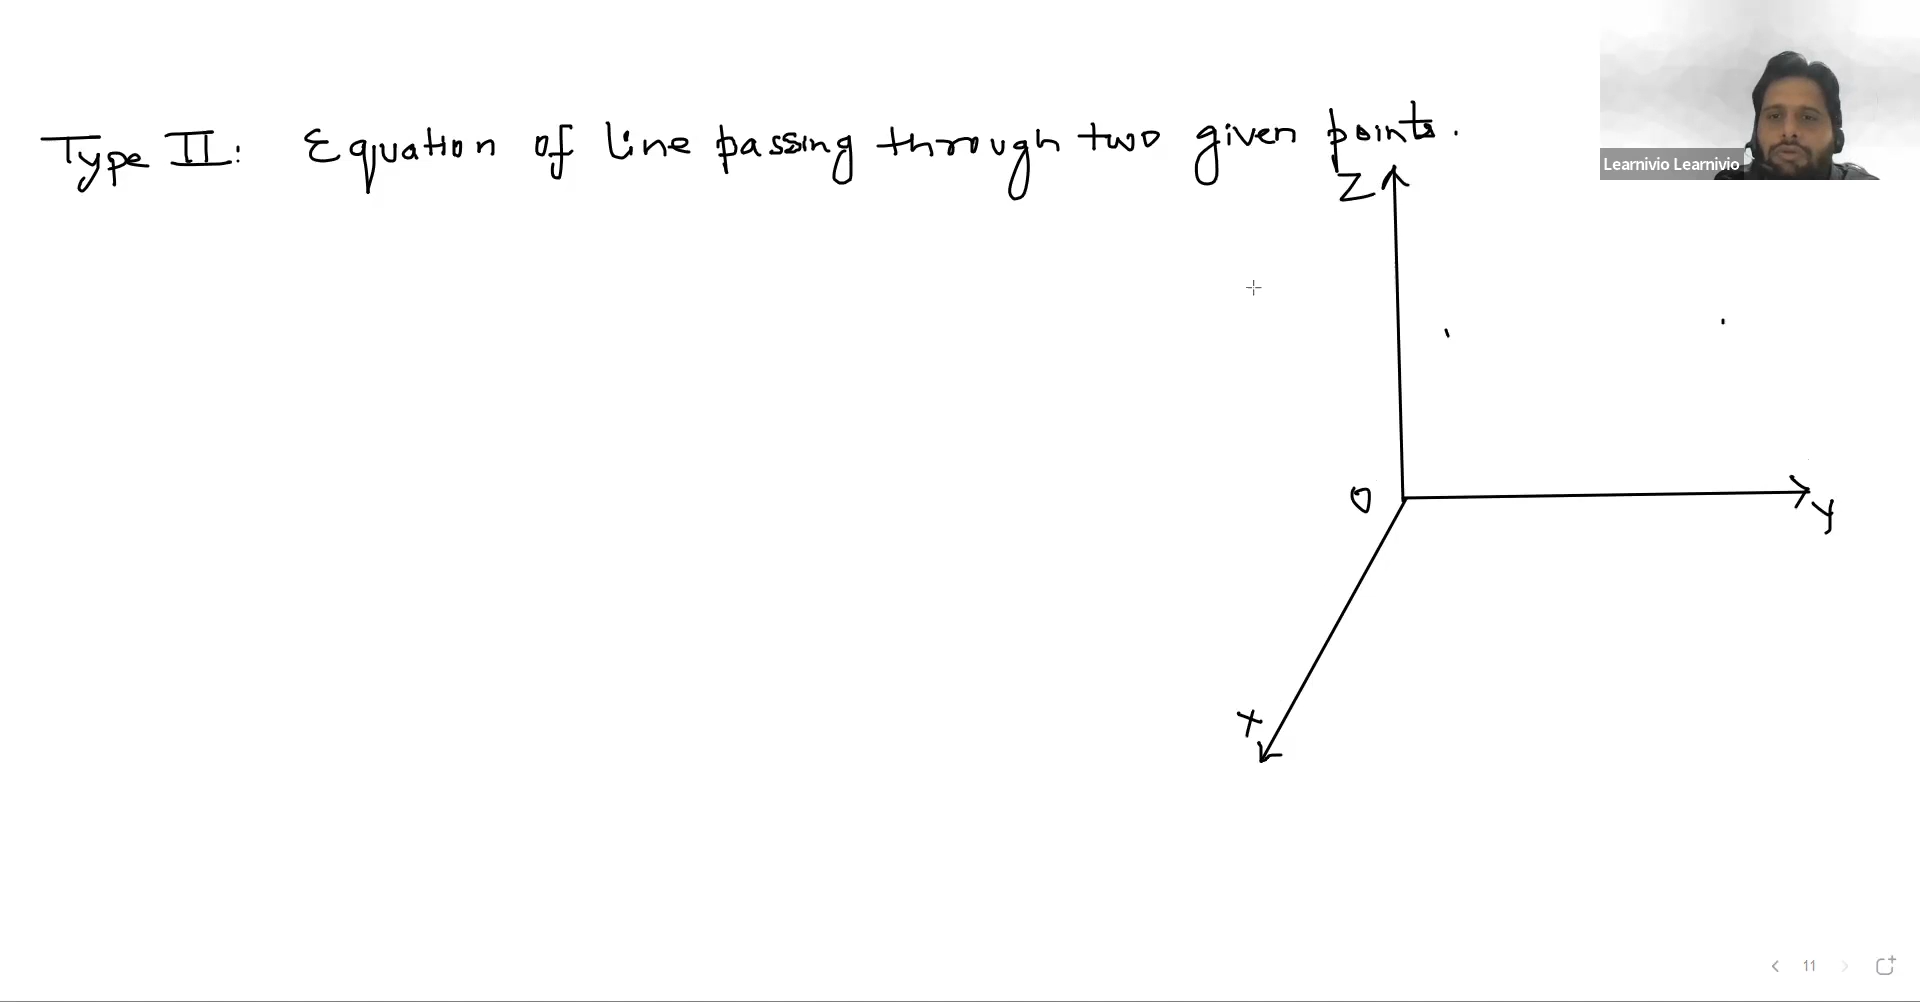 Type II: Equation of line passing through two given points.
Learnivio Learnivio
Z
O
Y
X
11